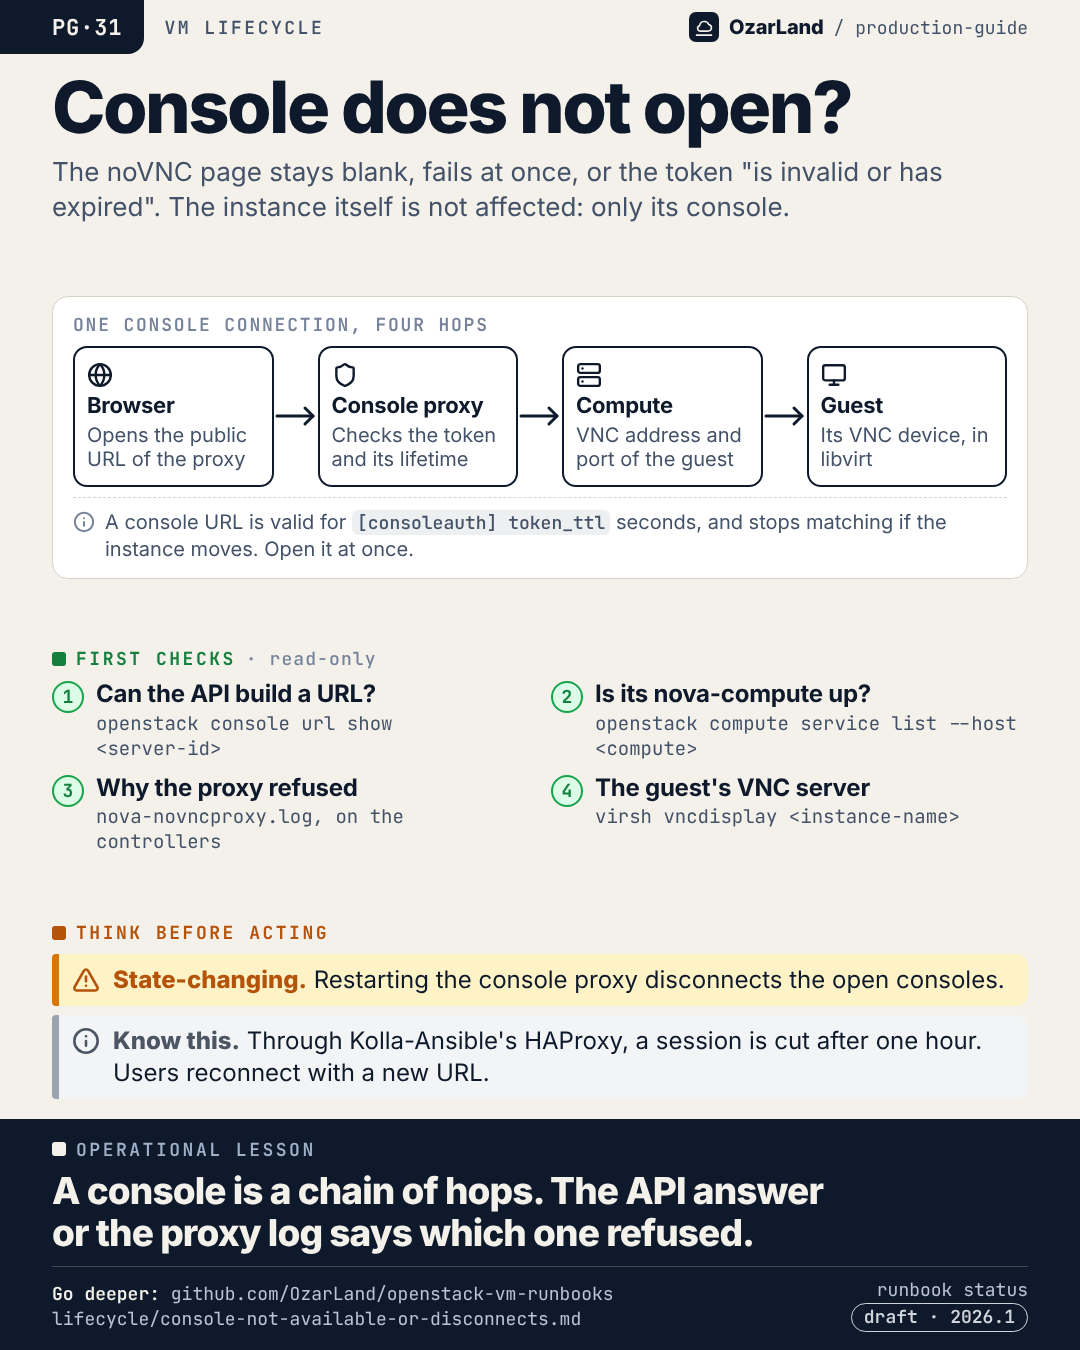 PG·31
VM LIFECYCLE
OzarLand / production-guide
Console does not open?
The noVNC page stays blank, fails at once, or the token "is invalid or has
expired". The instance itself is not affected: only its console.
ONE CONSOLE CONNECTION, FOUR HOPS
Browser
Opens the public
URL of the proxy
Console proxy
Checks the token
and its lifetime
Compute
VNC address and
port of the guest
Guest
Its VNC device, in
libvirt
A console URL is valid for [consoleauth] token_ttl seconds, and stops matching if the
instance moves. Open it at once.
FIRST CHECKS · read-only
1 Can the API build a URL?
openstack console url show
<server-id>
2 Is its nova-compute up?
openstack compute service list --host
<compute>
3 Why the proxy refused
nova-novncproxy.log, on the
controllers
4 The guest's VNC server
virsh vncdisplay <instance-name>
THINK BEFORE ACTING
State-changing. Restarting the console proxy disconnects the open consoles.
Know this. Through Kolla-Ansible's HAProxy, a session is cut after one hour.
Users reconnect with a new URL.
OPERATIONAL LESSON
A console is a chain of hops. The API answer
or the proxy log says which one refused.
Go deeper: github.com/OzarLand/openstack-vm-runbooks
lifecycle/console-not-available-or-disconnects.md
runbook status
draft · 2026.1